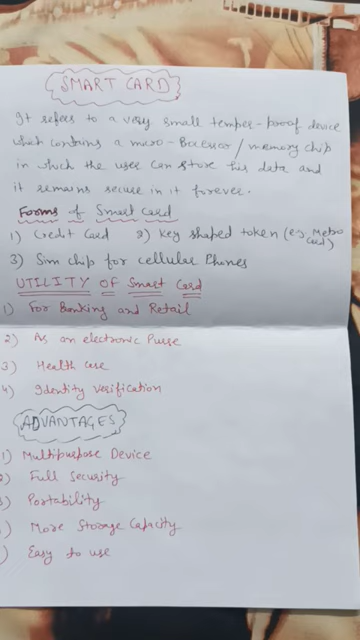 SMART CARD
It refers to a very small temper-proof device
which contains a micro-Bocessor / memory chip
in which the user can store his data and
it remains secure in it forever.
Forms of Smart Card
1) Credit Card 2) Key shaped token (eg. Metro Card)
3) Sim chip for cellular Phones
UTILITY OF Smart Card
1) For Banking and Retail
2) As an electronic Purse
3) Health Care
4) Identity Verification
ADVANTAGES
1) Multipurpose Device
2) Full Security
3) Portability
) More Storage Capacity
) Easy to use